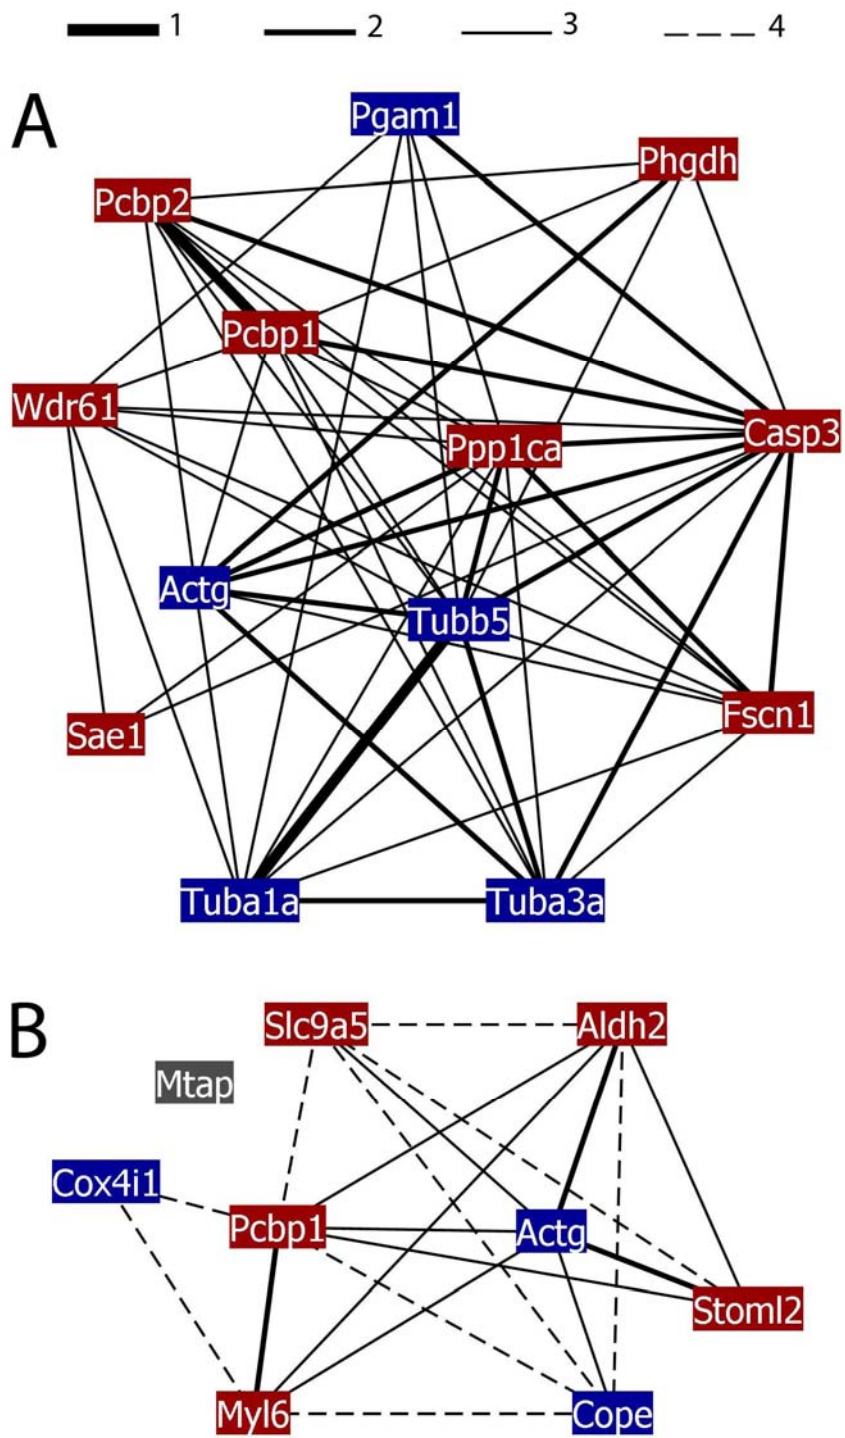 1 2 3 4
A
Pgam1
Phgdh
Pcbp2
Pcbp1
Wdr61
Casp3
Ppp1ca
Actg
Tubb5
Fscn1
Sae1
Tuba1a Tuba3a
B
Slc9a5 Aldh2
Mtap
Cox4i1
Pcbp1 Actg
Stoml2
Myl6 Cope